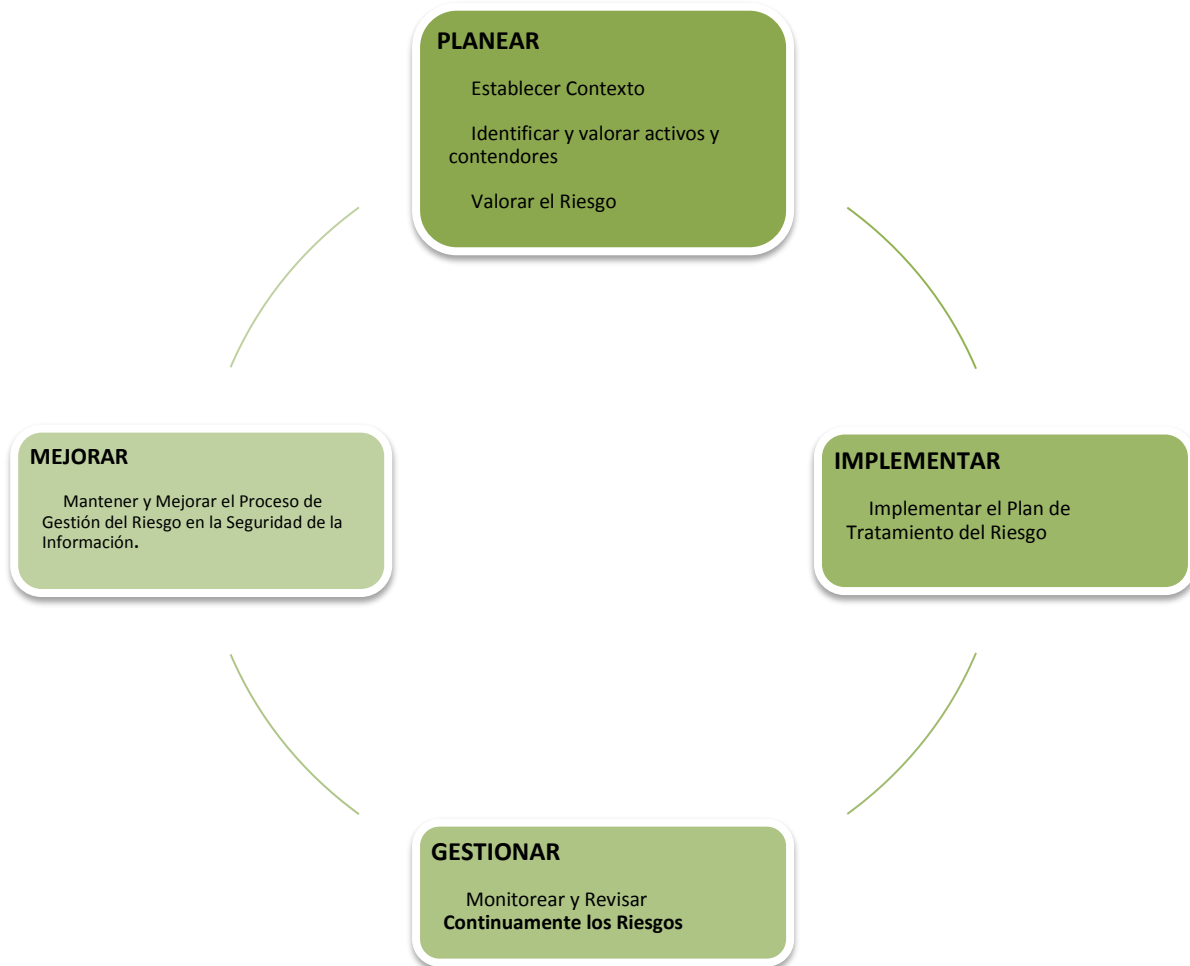 PLANEAR
Establecer Contexto
Identificar y valorar activos y
contendores
Valorar el Riesgo
IMPLEMENTAR
Implementar el Plan de
Tratamiento del Riesgo
GESTIONAR
Monitorear y Revisar
Continuamente los Riesgos
MEJORAR
Mantener y Mejorar el Proceso de
Gestión del Riesgo en la Seguridad de la
Información.